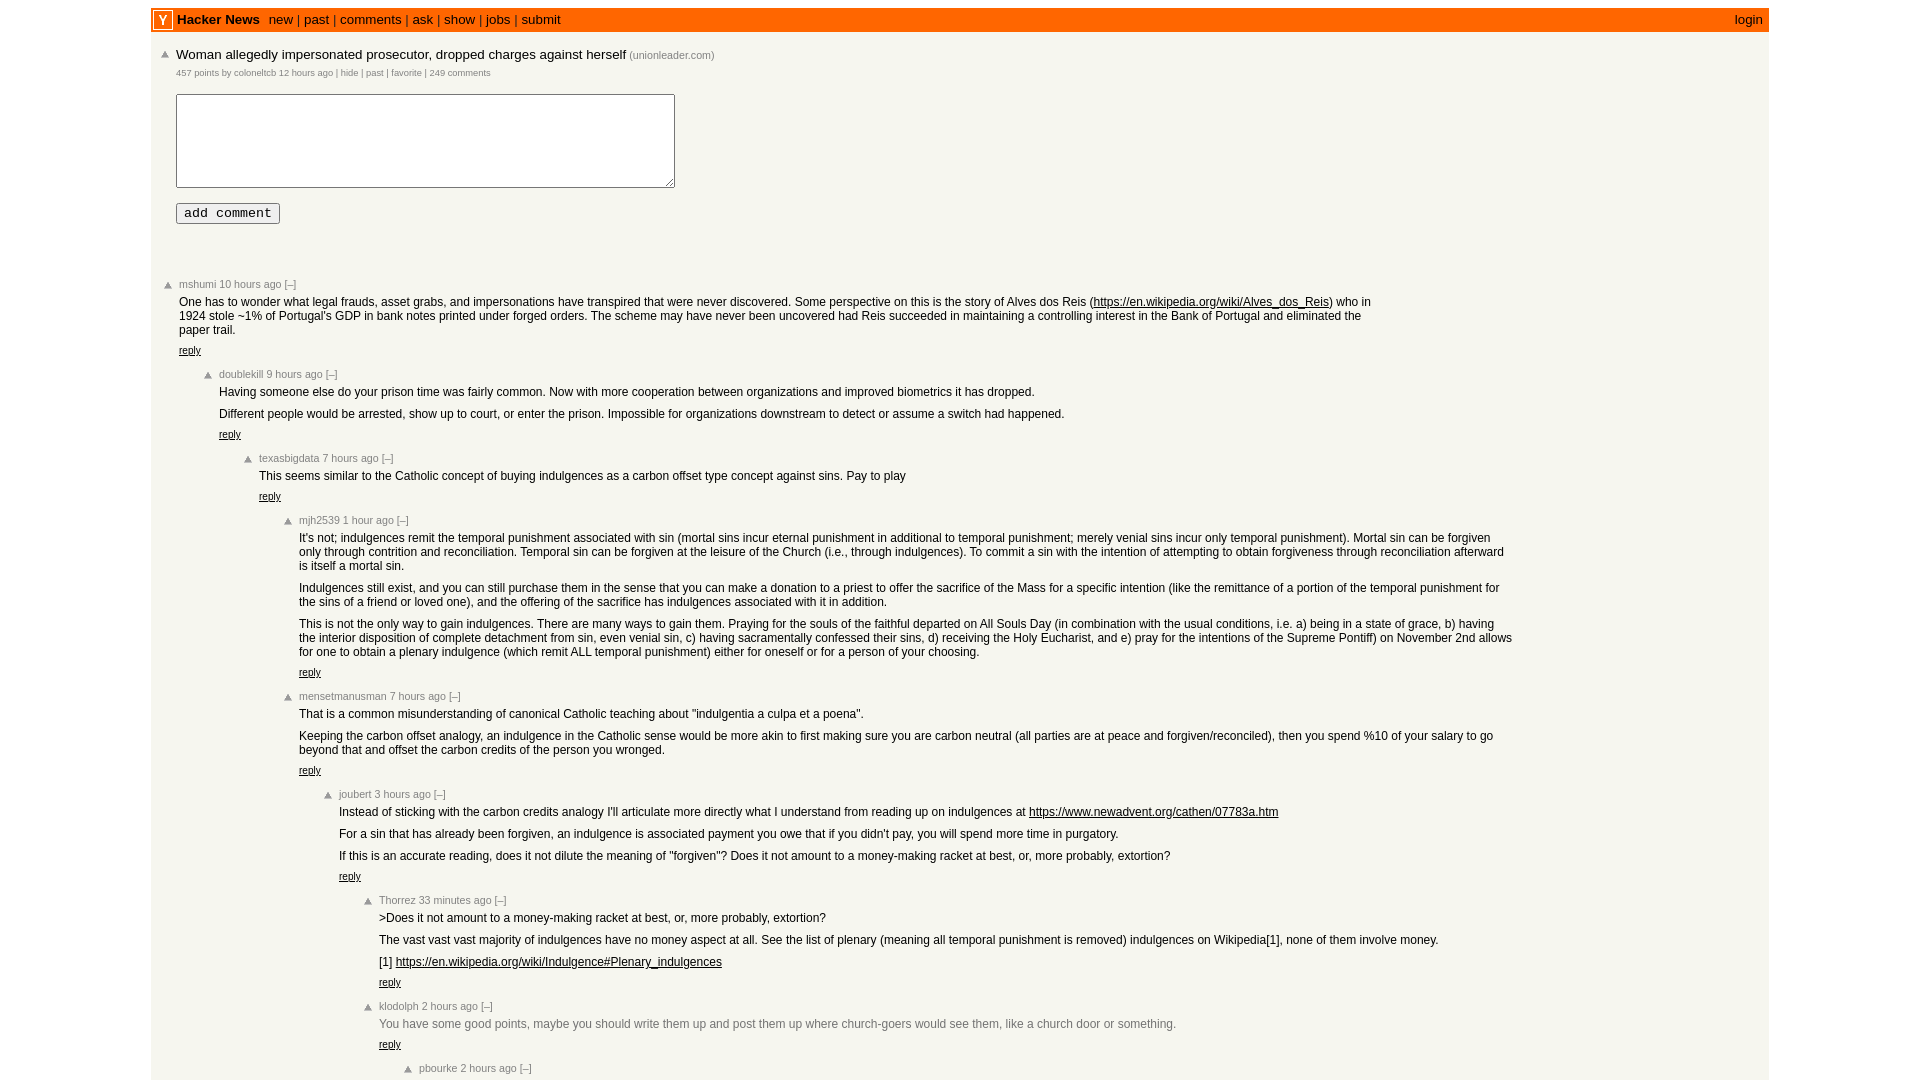 Y Hacker News new | past | comments | ask | show | jobs | submit login
Woman allegedly impersonated prosecutor, dropped charges against herself (unionleader.com)
457 points by coloneltcb 12 hours ago | hide | past | favorite | 249 comments
add comment
mshumi 10 hours ago [–]
One has to wonder what legal frauds, asset grabs, and impersonations have transpired that were never discovered. Some perspective on this is the story of Alves dos Reis (https://en.wikipedia.org/wiki/Alves_dos_Reis) who in
1924 stole ~1% of Portugal's GDP in bank notes printed under forged orders. The scheme may have never been uncovered had Reis succeeded in maintaining a controlling interest in the Bank of Portugal and eliminated the
paper trail.
reply
doublekill 9 hours ago [–]
Having someone else do your prison time was fairly common. Now with more cooperation between organizations and improved biometrics it has dropped.
Different people would be arrested, show up to court, or enter the prison. Impossible for organizations downstream to detect or assume a switch had happened.
reply
texasbigdata 7 hours ago [–]
This seems similar to the Catholic concept of buying indulgences as a carbon offset type concept against sins. Pay to play
reply
mjh2539 1 hour ago [–]
It's not; indulgences remit the temporal punishment associated with sin (mortal sins incur eternal punishment in additional to temporal punishment; merely venial sins incur only temporal punishment). Mortal sin can be forgiven
only through contrition and reconciliation. Temporal sin can be forgiven at the leisure of the Church (i.e., through indulgences). To commit a sin with the intention of attempting to obtain forgiveness through reconciliation afterward
is itself a mortal sin.
Indulgences still exist, and you can still purchase them in the sense that you can make a donation to a priest to offer the sacrifice of the Mass for a specific intention (like the remittance of a portion of the temporal punishment for
the sins of a friend or loved one), and the offering of the sacrifice has indulgences associated with it in addition.
This is not the only way to gain indulgences. There are many ways to gain them. Praying for the souls of the faithful departed on All Souls Day (in combination with the usual conditions, i.e. a) being in a state of grace, b) having
the interior disposition of complete detachment from sin, even venial sin, c) having sacramentally confessed their sins, d) receiving the Holy Eucharist, and e) pray for the intentions of the Supreme Pontiff) on November 2nd allows
for one to obtain a plenary indulgence (which remit ALL temporal punishment) either for oneself or for a person of your choosing.
reply
mensetmanusman 7 hours ago [–]
That is a common misunderstanding of canonical Catholic teaching about "indulgentia a culpa et a poena".
Keeping the carbon offset analogy, an indulgence in the Catholic sense would be more akin to first making sure you are carbon neutral (all parties are at peace and forgiven/reconciled), then you spend %10 of your salary to go
beyond that and offset the carbon credits of the person you wronged.
reply
joubert 3 hours ago [–]
Instead of sticking with the carbon credits analogy I'll articulate more directly what I understand from reading up on indulgences at https://www.newadvent.org/cathen/07783a.htm
For a sin that has already been forgiven, an indulgence is associated payment you owe that if you didn't pay, you will spend more time in purgatory.
If this is an accurate reading, does it not dilute the meaning of "forgiven"? Does it not amount to a money-making racket at best, or, more probably, extortion?
reply
Thorrez 33 minutes ago [–]
>Does it not amount to a money-making racket at best, or, more probably, extortion?
The vast vast vast majority of indulgences have no money aspect at all. See the list of plenary (meaning all temporal punishment is removed) indulgences on Wikipedia[1], none of them involve money.
[1] https://en.wikipedia.org/wiki/Indulgence#Plenary_indulgences
reply
klodolph 2 hours ago [–]
You have some good points, maybe you should write them up and post them up where church-goers would see them, like a church door or something.
reply
pbourke 2 hours ago [–]